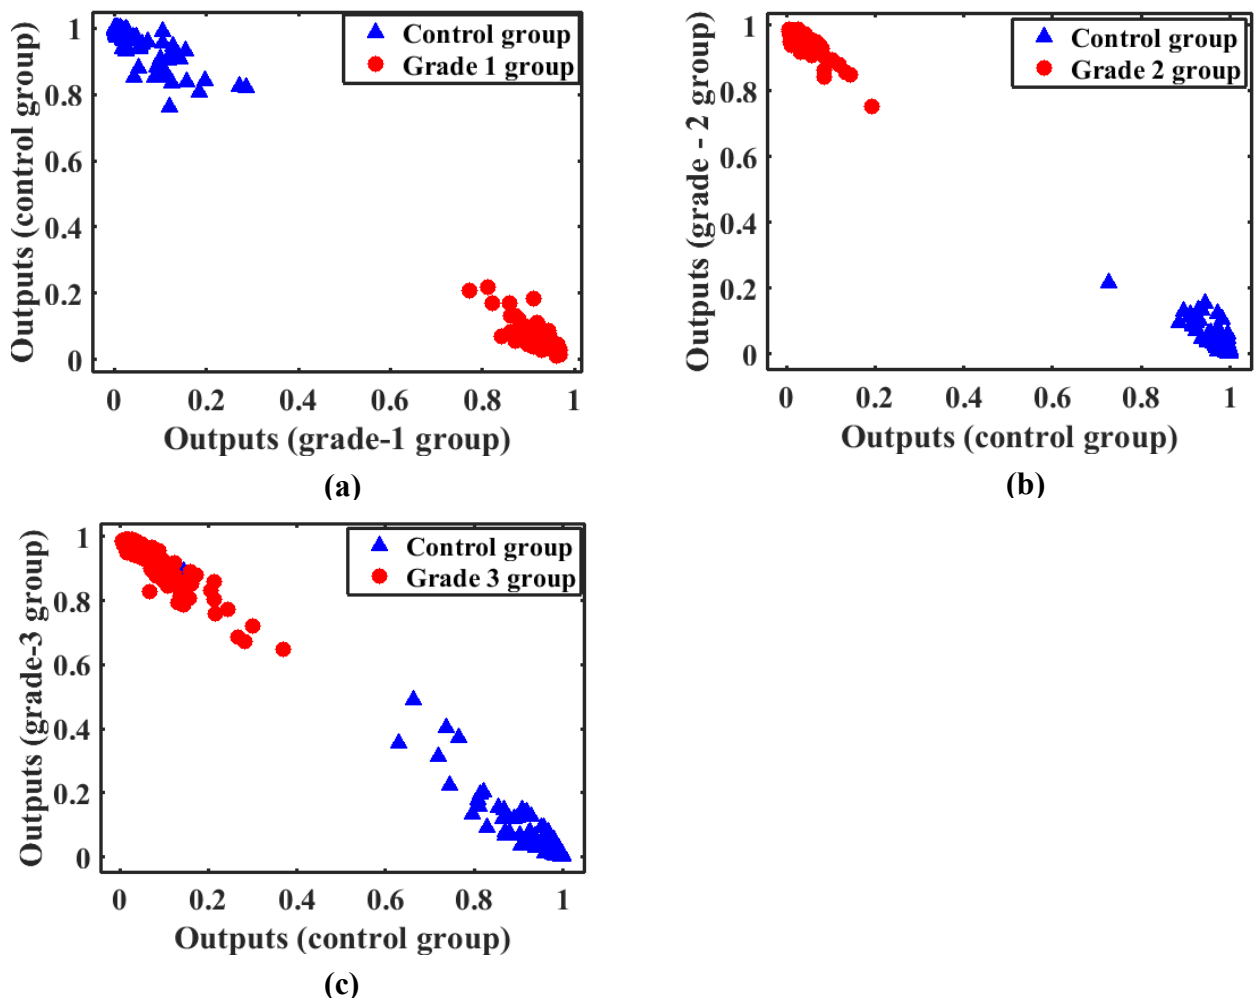 Outputs (control group)
1
0.8
0.6
0.4
0.2
0
Control group
Grade 1 group
0 0.2 0.4 0.6 0.8 1
Outputs (grade-1 group)
(a)
Outputs (grade - 2 group)
1
0.8
0.6
0.4
0.2
0
Control group
Grade 2 group
0 0.2 0.4 0.6 0.8 1
Outputs (control group)
(b)
Outputs (grade-3 group)
1
0.8
0.6
0.4
0.2
0
Control group
Grade 3 group
0 0.2 0.4 0.6 0.8 1
Outputs (control group)
(c)